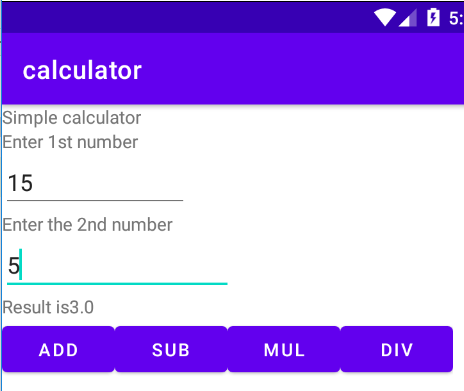 5:
calculator
Simple calculator
Enter 1st number
15
Enter the 2nd number
5
Result is3.0
ADD SUB MUL DIV